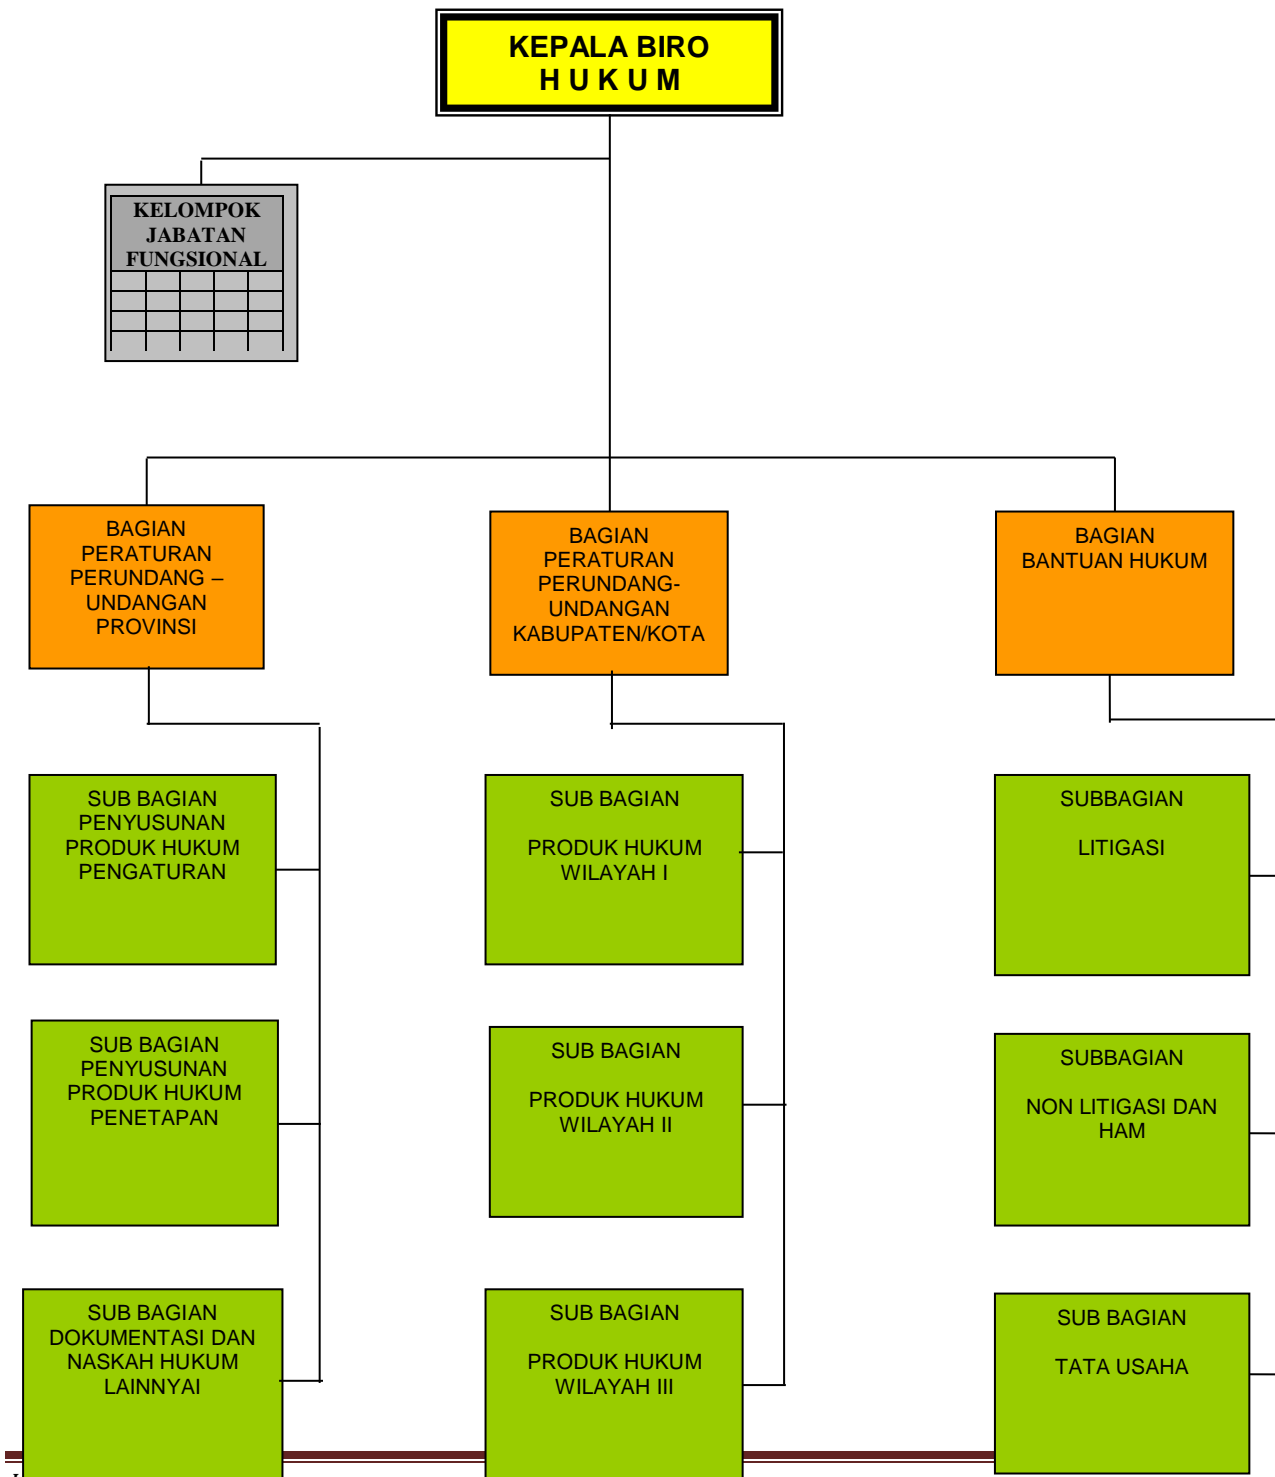 KEPALA BIRO
H U K U M
KELOMPOK
JABATAN
FUNGSIONAL
BAGIAN
PERATURAN
PERUNDANG –
UNDANGAN
PROVINSI
BAGIAN
PERATURAN
PERUNDANG-
UNDANGAN
KABUPATEN/KOTA
BAGIAN
BANTUAN HUKUM
SUB BAGIAN
PENYUSUNAN
PRODUK HUKUM
PENGATURAN
SUB BAGIAN
PRODUK HUKUM
WILAYAH I
SUBBAGIAN
LITIGASI
SUB BAGIAN
PENYUSUNAN
PRODUK HUKUM
PENETAPAN
SUB BAGIAN
PRODUK HUKUM
WILAYAH II
SUBBAGIAN
NON LITIGASI DAN
HAM
SUB BAGIAN
DOKUMENTASI DAN
NASKAH HUKUM
LAINNYAI
SUB BAGIAN
PRODUK HUKUM
WILAYAH III
SUB BAGIAN
TATA USAHA